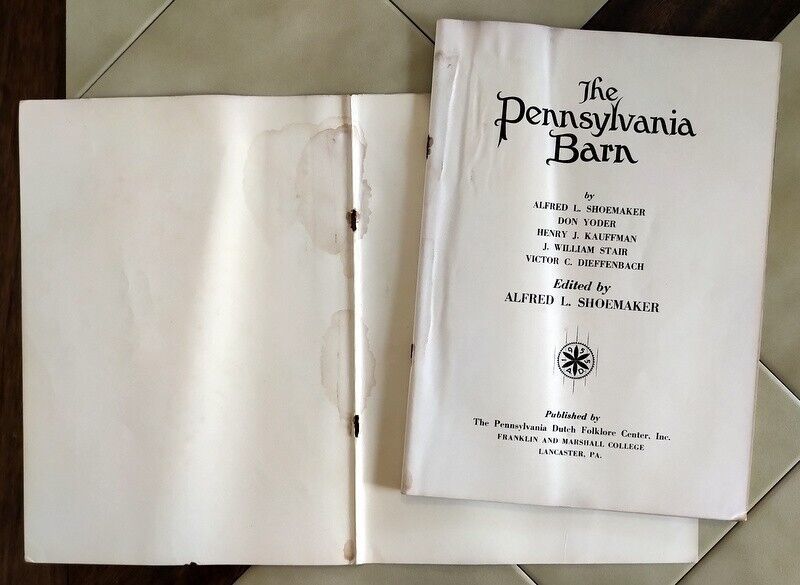 The
Pennsylvania
Barn
by
ALFRED L. SHOEMAKER
DON YODER
HENRY J. KAUFFMAN
J. WILLIAM STAIR
VICTOR C. DIEFFENBACH
Edited by
ALFRED L. SHOEMAKER
Published by
The Pennsylvania Dutch Folklore Center, Inc.
FRANKLIN AND MARSHALL COLLEGE
LANCASTER, PA.